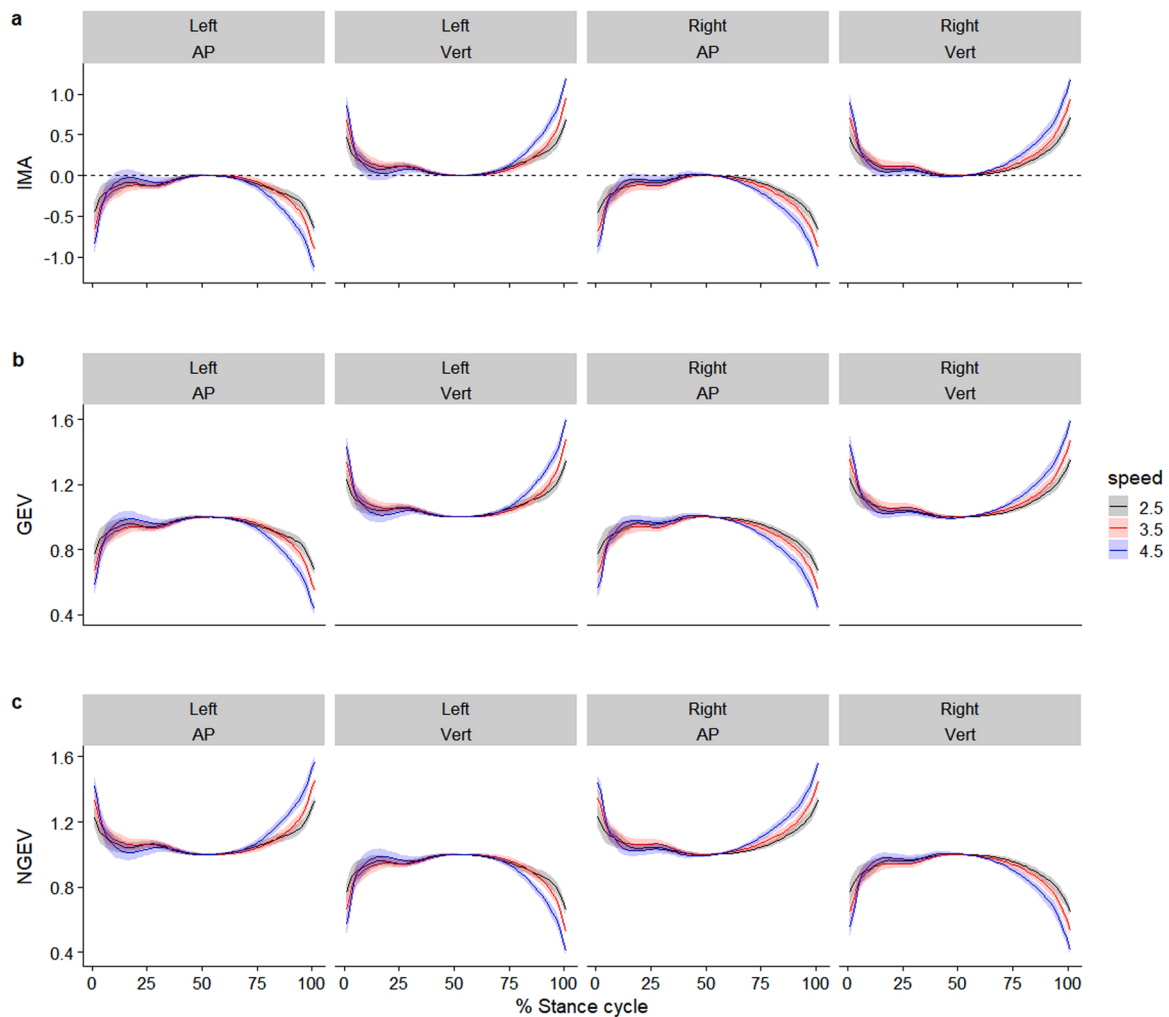 a
Left Left Right Right
AP Vert AP Vert
1.0
0.5
0.0
-0.5
-1.0
IMA
b
Left Left Right Right
AP Vert AP Vert
1.6
1.2
0.8
0.4
GEV
speed
2.5
3.5
4.5
c
Left Left Right Right
AP Vert AP Vert
1.6
1.2
0.8
0.4
NGEV
0 25 50 75 100 0 25 50 75 100 0 25 50 75 100 0 25 50 75 100
% Stance cycle